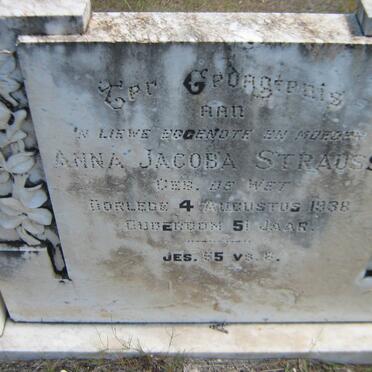 Ter Gedagtenis
aan
'n liewe eggenote en moeder
Anna Jacoba Strauss
Geb. de Wet
Oorlede 4 Augustus 1938
Ouderdom 51 Jaar.
Jes. 55 vs.